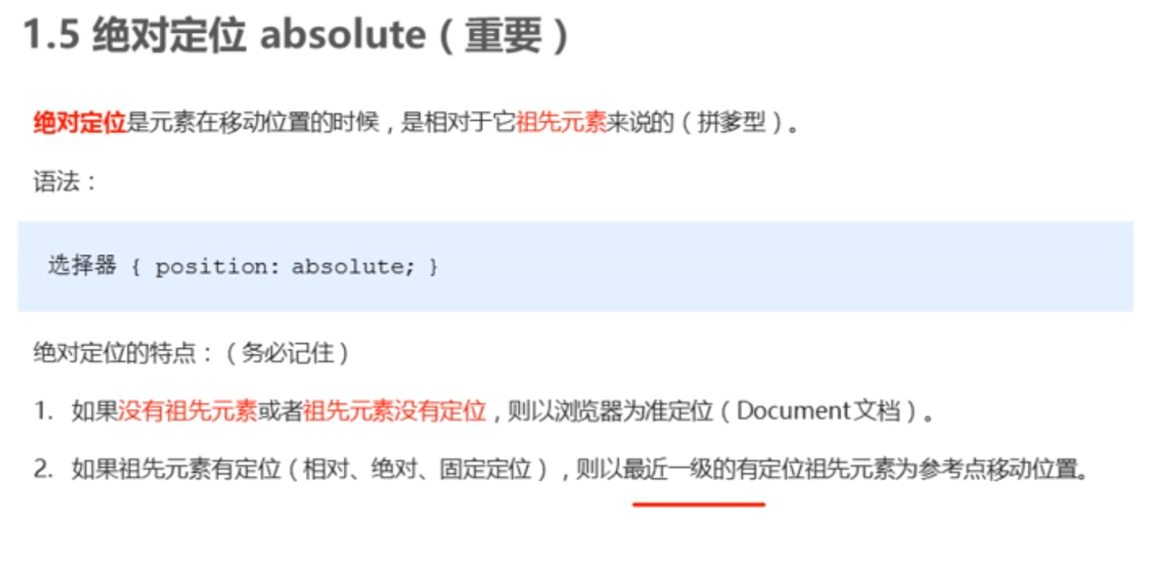 1.5 绝对定位 absolute（重要）
绝对定位是元素在移动位置的时候，是相对于它祖先元素来说的（拼爹型）。
语法：
选择器 { position: absolute; }
绝对定位的特点：（务必记住）
1. 如果没有祖先元素或者祖先元素没有定位，则以浏览器为准定位（Document文档）。
2. 如果祖先元素有定位（相对、绝对、固定定位），则以最近一级的有定位祖先元素为参考点移动位置。